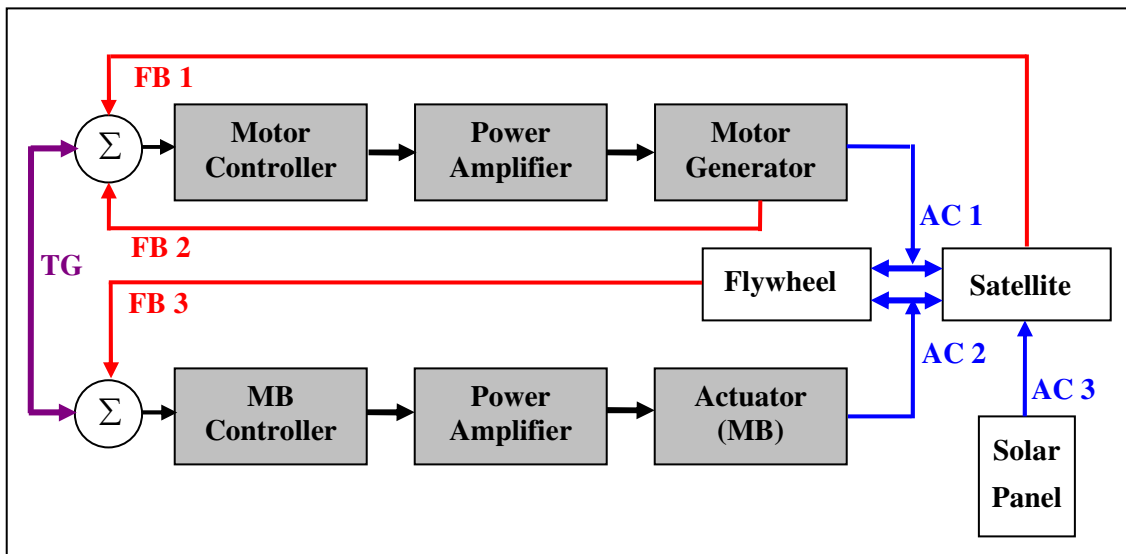 FB 1
Σ
Motor
Controller
Power
Amplifier
Motor
Generator
AC 1
FB 2
TG
FB 3
Flywheel
Satellite
AC 2
Σ
MB
Controller
Power
Amplifier
Actuator
(MB)
AC 3
Solar
Panel